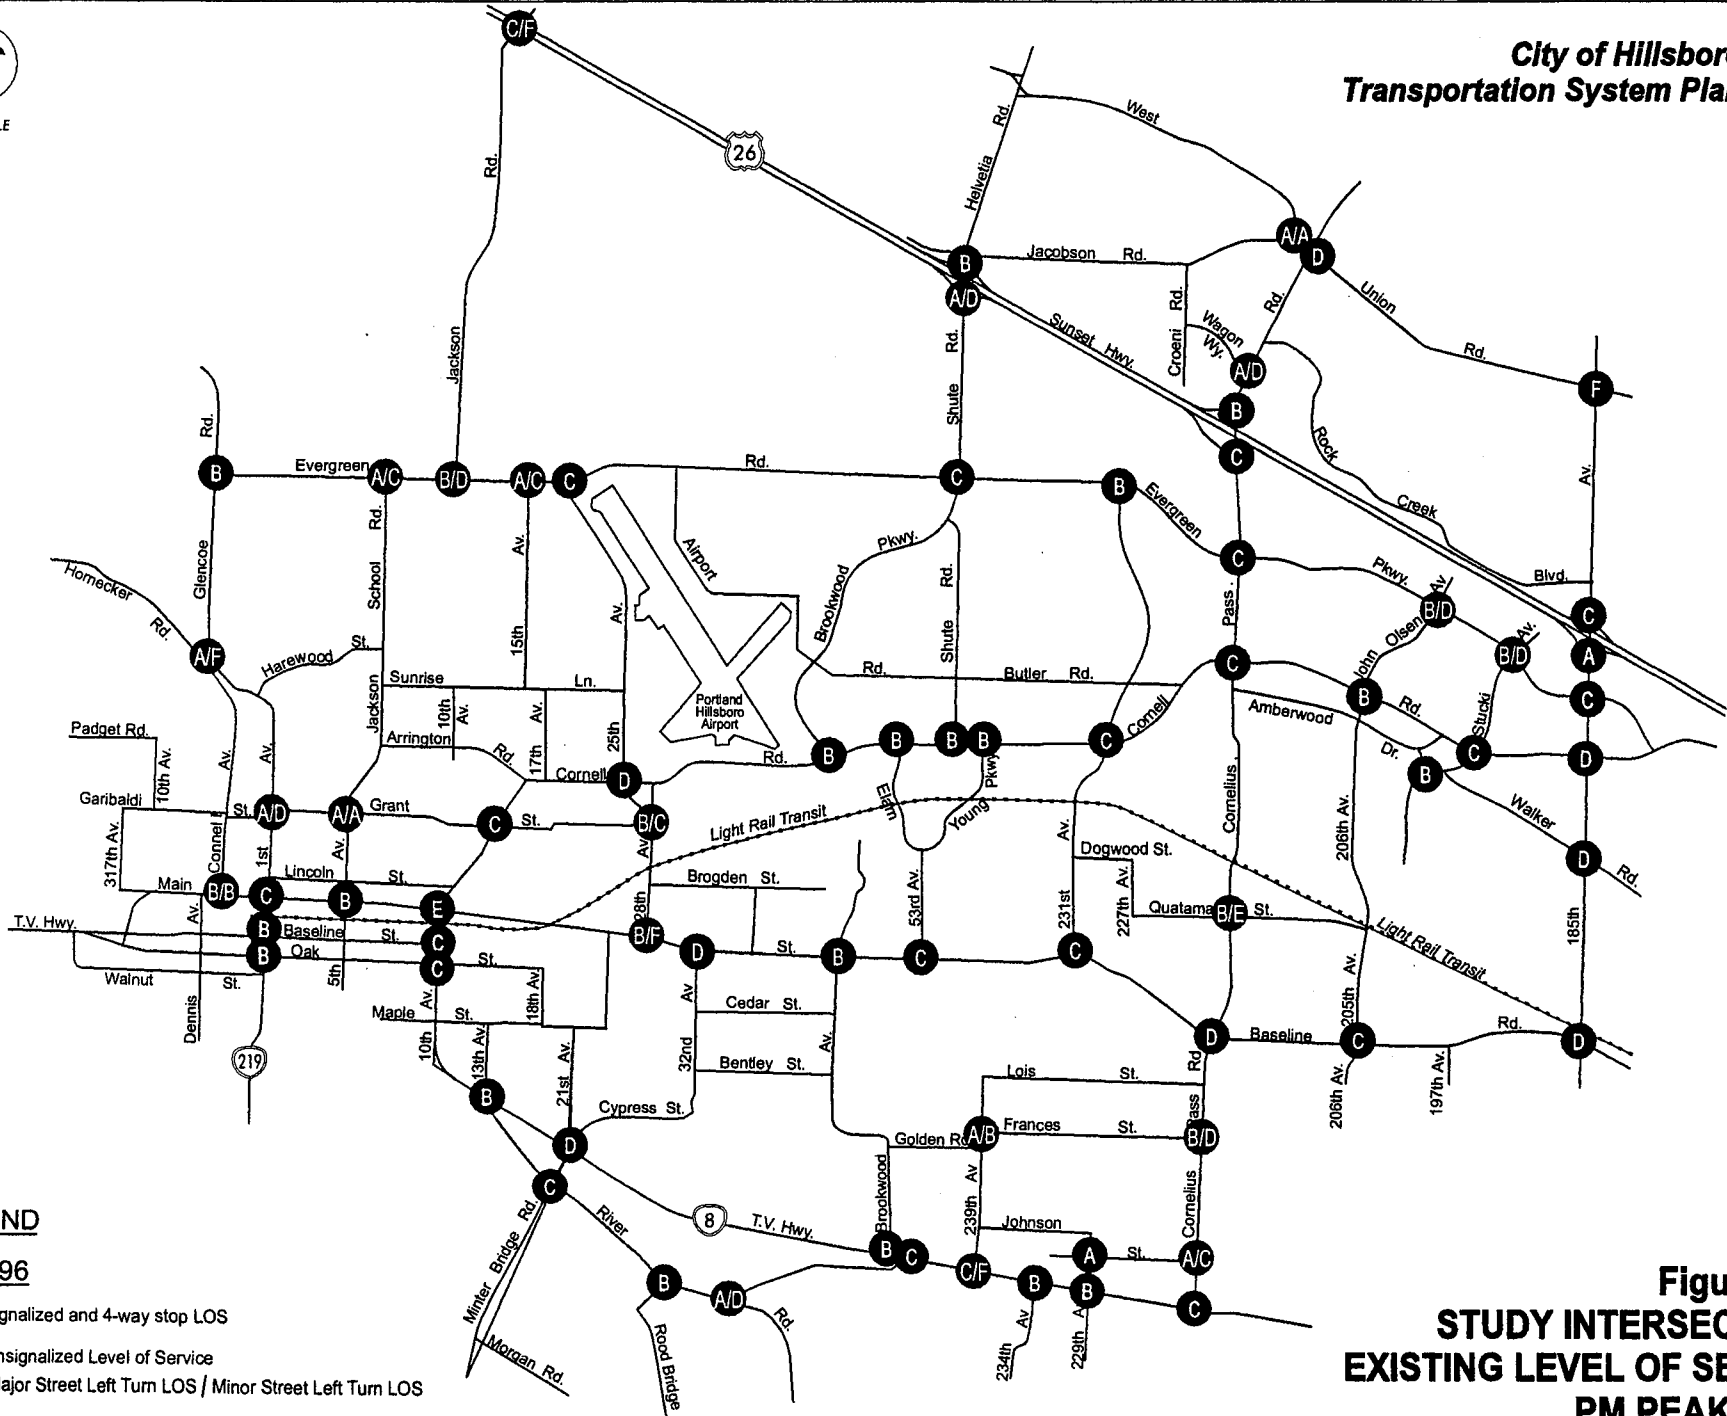 City of Hillsbor
Transportation System Pla
LE
C/F
26
Rd.
Helvetia Rd.
West
A/A
D
B
Jacobson Rd.
A/D
Union
Rd.
Rd.
Croeni Rd.
Wagon
Wy.
Sunset Hwy.
A/D
Jackson
Rd.
Shute
Rock
F
B
C
Rd.
B
Evergreen
A/C
B/D
A/C
C
Rd.
C
B
Evergreen
Creek
Av.
Glencoe
School Rd.
15th Av.
Av.
Airport
Pkwy.
Brookwood
Shute Rd.
C
Pass
Pkwy.
Av
B/D
Blvd.
C
Hornecker
Rd.
A/F
Harewood St.
John Olsen
B/D
Av.
A
Sunrise Ln.
Rd. Butler Rd.
C
B
C
Jackson
10th Av.
17th Av.
25th
Portland
Hillsboro
Airport
Cornell
Amberwood
Dr.
Rd.
Stucki
Padget Rd.
10th Av.
Av.
Av.
Arrington Rd.
Cornell
D
Rd.
B
B
B
B
C
C
D
B
Pkwy
Elam
Young
Garibaldi St.
A/D
A/A
Grant St.
C
B/C
Light Rail Transit
Cornelius
206th Av.
Walker
Rd.
D
317th Av.
Connel
1st
Av.
Lincoln St.
Av
28th
Brogden St.
53rd Av.
231st Av.
Dogwood St.
227th Av.
Main
B/B
C
B
E
Quatama
B/E
St.
Light Rail Transit
185th
T.V. Hwy.
Av.
B
Baseline St.
C
B/F
D
St.
B
C
C
B
Oak St.
C
Walnut St.
5th
18th Av.
Dennis
Maple St.
Av.
10th
13th Av.
21st Av.
Av
32nd
Cedar St.
Av.
205th Av.
D
Baseline
C
Rd.
D
219
Bentley St.
Rd
Lois St.
206th Av.
197th Av.
B
Cypress St.
D
Golden Rd
A/B
Frances St.
B/D
Pass
C
Minter Bridge Rd.
River
8
T.V. Hwy.
Brookwood
239th Av
Johnson St.
Cornelius
B
C
C/F
A
A/C
B
A/D
Rd.
B
B
C
Rood Bridge
234th Av
229th A
Morgan Rd.
ND
96
gnalized and 4-way stop LOS
nsignalized Level of Service
ajor Street Left Turn LOS / Minor Street Left Turn LOS
Figu
STUDY INTERSEC
EXISTING LEVEL OF SE
PM PEAK